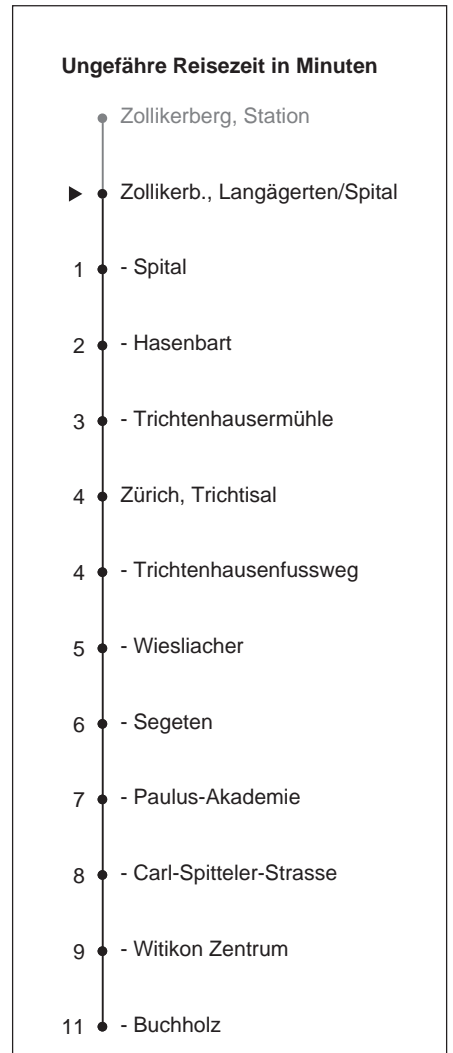 Ungefähre Reisezeit in Minuten
Zollikerberg, Station
Zollikerb., Langägerten/Spital
1 - Spital
2 - Hasenbart
3 - Trichtenhausermühle
4 Zürich, Trichtisal
4 - Trichtenhausenfussweg
5 - Wiesliacher
6 - Segeten
7 - Paulus-Akademie
8 - Carl-Spitteler-Strasse
9 - Witikon Zentrum
11 - Buchholz